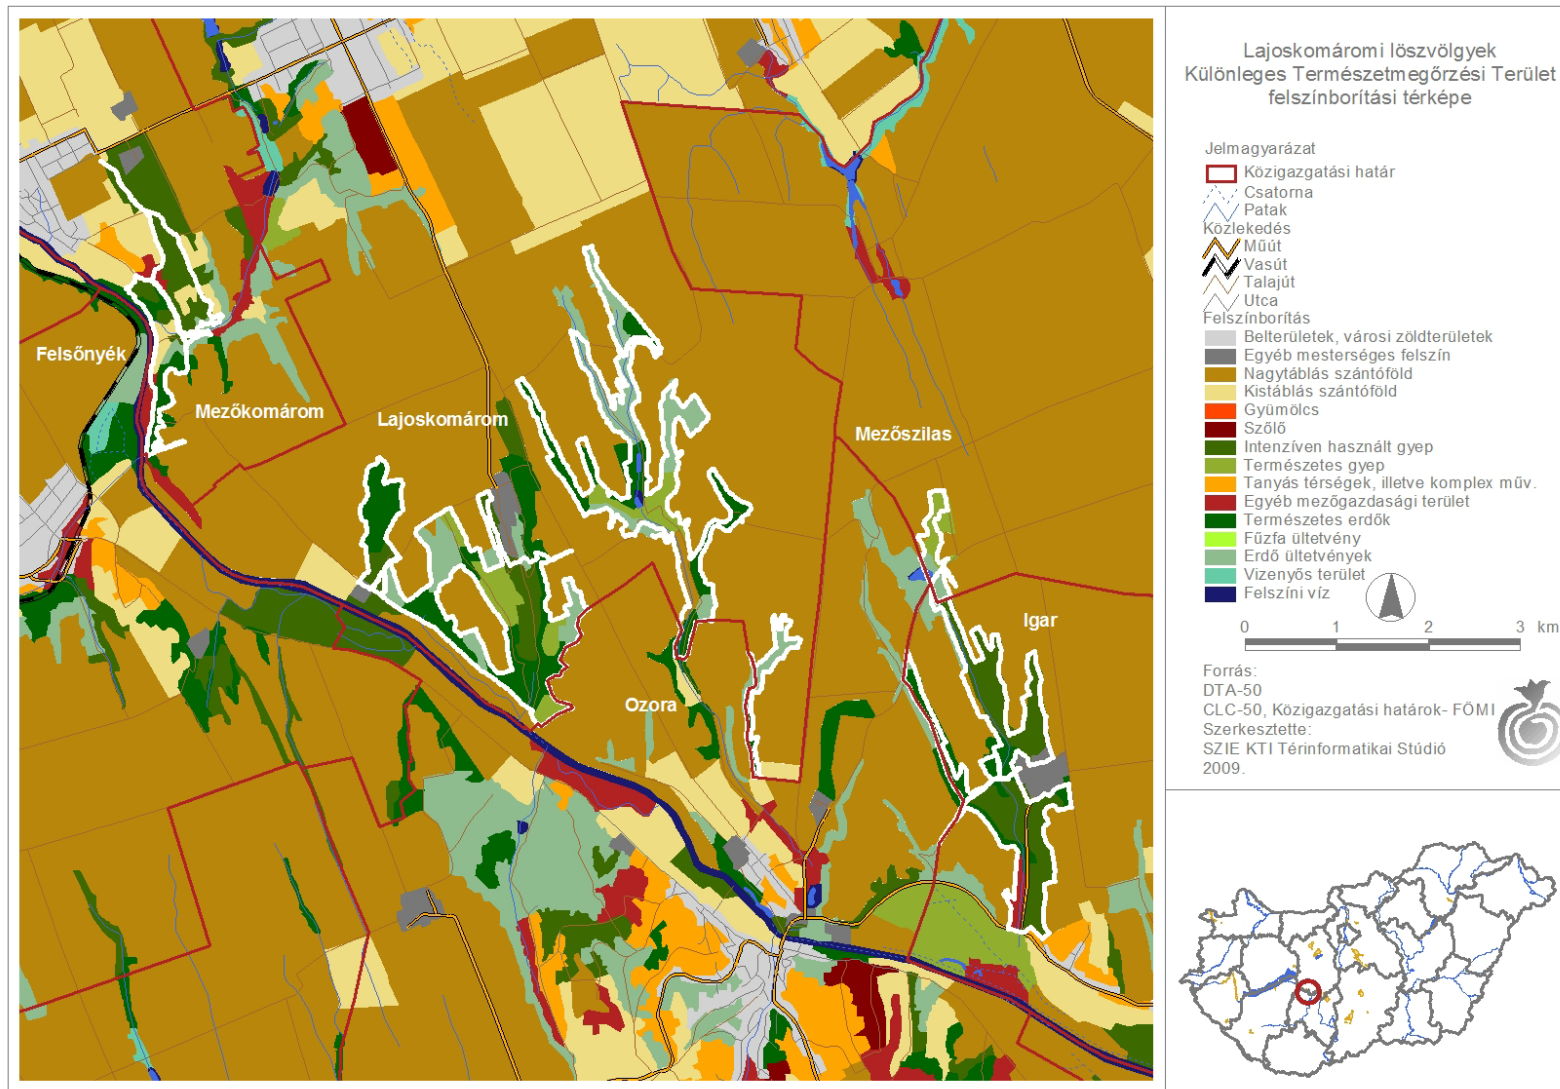 Lajoskomáromi löszvölgyek
Különleges Természetmegőrzési Terület
felszínborítási térképe
Jelmagyarázat
Közigazgatási határ
Csatorna
Patak
Közlekedés
Műút
Vasút
Talajút
Utca
Felszínborítás
Belterületek, városi zöldterületek
Egyéb mesterséges felszín
Nagytáblás szántóföld
Kistáblás szántóföld
Gyümölcs
Szőlő
Intenzíven használt gyep
Természetes gyep
Tanyás térségek, illetve komplex műv.
Egyéb mezőgazdasági terület
Természetes erdők
Fűzfa ültetvény
Erdő ültetvények
Vizenyős terület
Felszíni víz
0 1 2 3 km
Forrás:
DTA-50
CLC-50, Közigazgatási határok- FÖMI
Szerkesztette:
SZIE KTI Térinformatikai Stúdió
2009.
Felsőnyék
Mezőkomárom
Lajoskomárom
Mezőszilas
Igar
Ozora